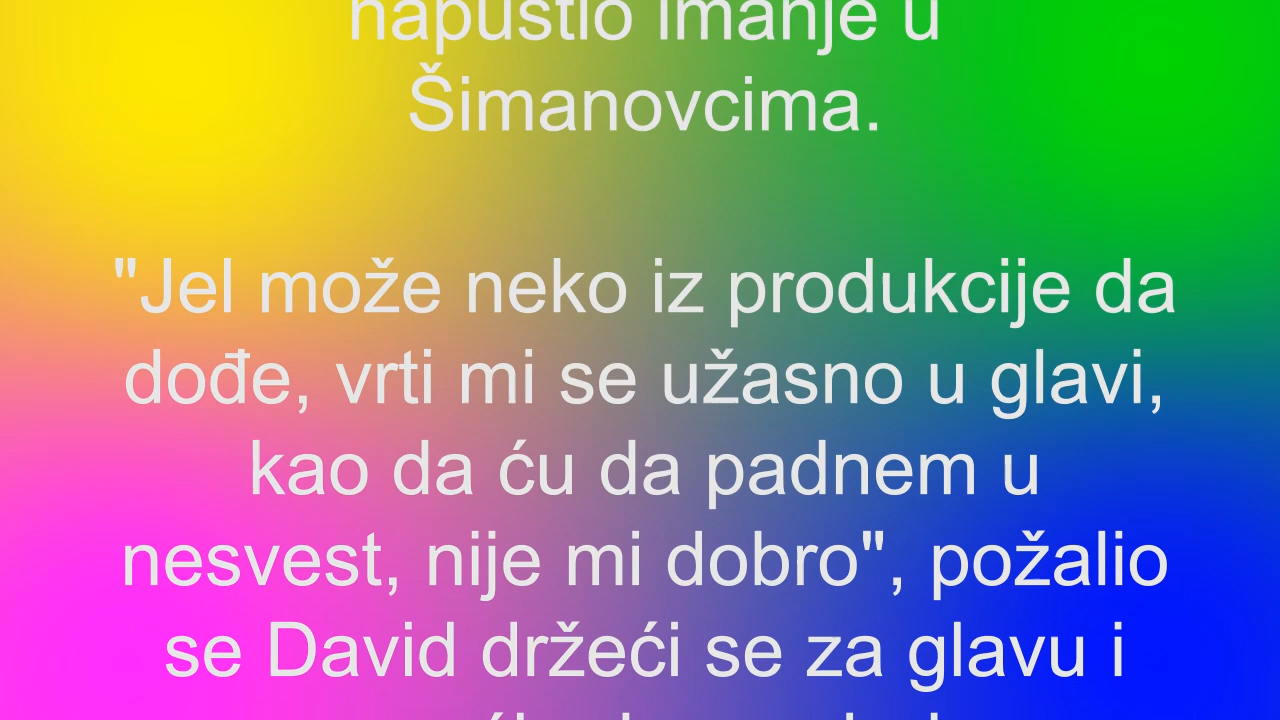 napustio imanje u
Šimanovcima.
"Jel može neko iz produkcije da
dođe, vrti mi se užasno u glavi,
kao da ću da padnem u
nesvest, nije mi dobro", požalio
se David držeći se za glavu i